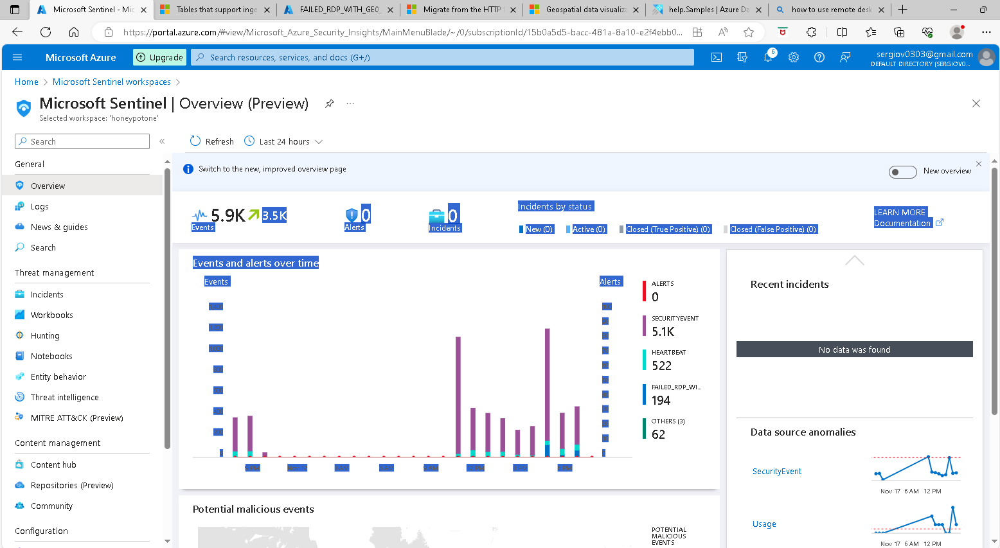 Microsoft Sentinel - Mic
Tables that support inge
FAILED_RDP_WITH_GEO_
Migrate from the HTTP
Geospatial data visualiza
help.Samples | Azure Da
how to use remote desk
https://portal.azure.com/#view/Microsoft_Azure_Security_Insights/MainMenuBlade/~/0/subscriptionId/15b0a5d5-bacc-481a-8a10-e2f4ebb0...
Microsoft Azure
Upgrade
Search resources, services, and docs (G+/)
6
sergiov0303@gmail.com
DEFAULT DIRECTORY (SERGIOV0...
Home > Microsoft Sentinel workspaces >
Microsoft Sentinel | Overview (Preview)
...
Selected workspace: 'honeypotone'
Search
«
Refresh
Last 24 hours
General
Overview
Logs
News & guides
Search
Threat management
Incidents
Workbooks
Hunting
Notebooks
Entity behavior
Threat intelligence
MITRE ATT&CK (Preview)
Content management
Content hub
Repositories (Preview)
Community
Configuration
Switch to the new, improved overview page
New overview
5.9K 3.5K
Events
0
Alerts
0
Incidents
Incidents by status
New (0) Active (0) Closed (True Positive) (0) Closed (False Positive) (0)
LEARN MORE
Documentation
Events and alerts over time
Events
Alerts
ALERTS
0
SECURITYEVENT
5.1K
HEARTBEAT
522
FAILED_RDP_WI...
194
OTHERS (3)
62
Recent incidents
No data was found
Data source anomalies
SecurityEvent
Nov 17 6 AM 12 PM
Usage
Nov 17 6 AM 12 PM
Potential malicious events
POTENTIAL
MALICIOUS
EVENTS